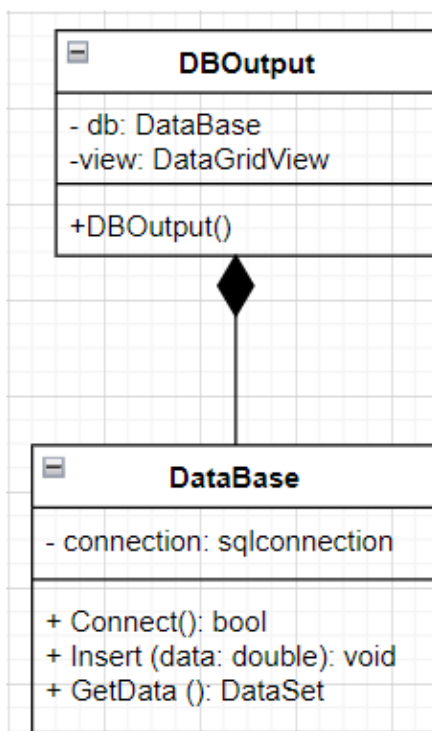 DBOutput
- db: DataBase
-view: DataGridView
+DBOutput()
DataBase
- connection: sqlconnection
+ Connect(): bool
+ Insert (data: double): void
+ GetData (): DataSet